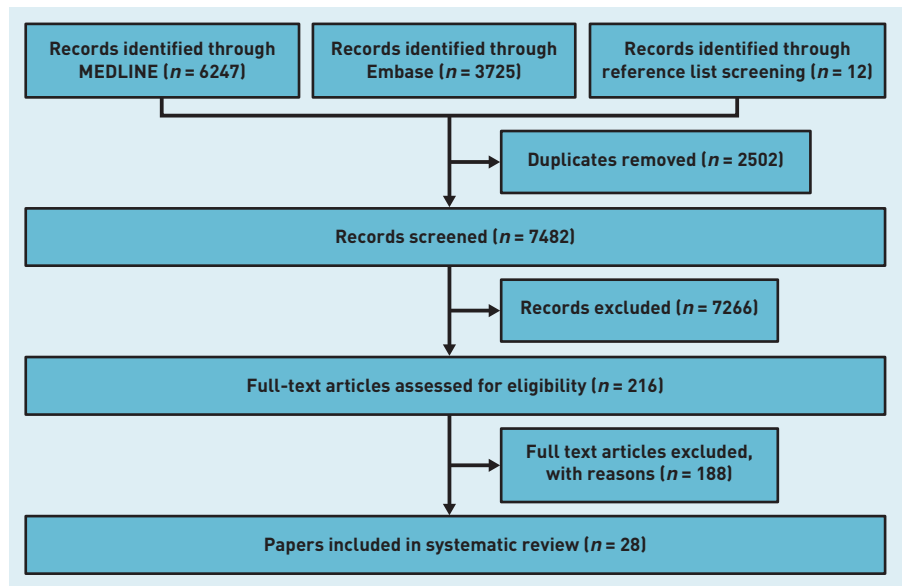 Records identified through
MEDLINE (n = 6247)
Records identified through
Embase (n = 3725)
Records identified through
reference list screening (n = 12)
Duplicates removed (n = 2502)
Records screened (n = 7482)
Records excluded (n = 7266)
Full-text articles assessed for eligibility (n = 216)
Full text articles excluded,
with reasons (n = 188)
Papers included in systematic review (n = 28)